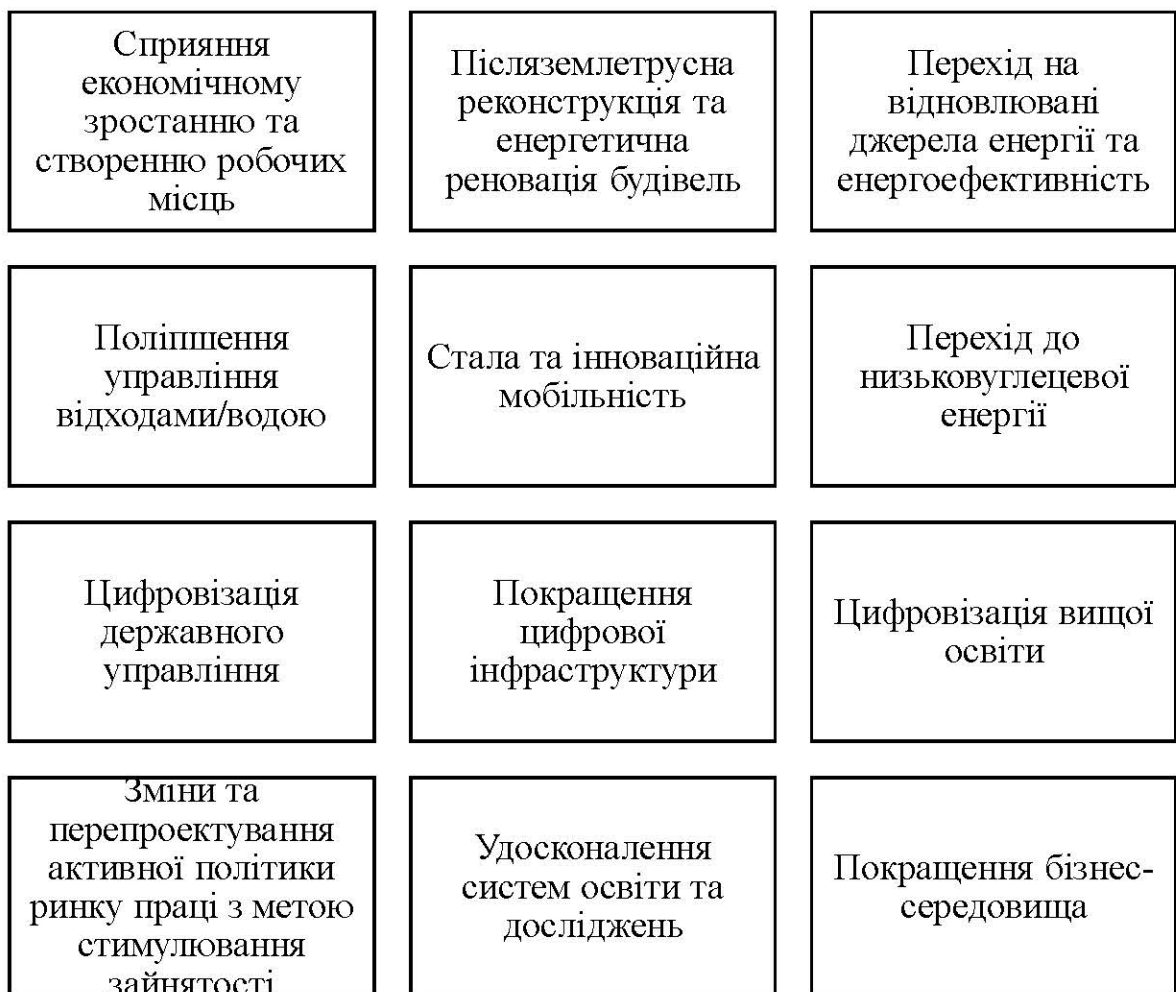 Сприяння
економічному
зростанню та
створенню робочих
місць
Післяземлетрусна
реконструкція та
енергетична
реновація будівель
Перехід на
відновлювані
джерела енергії та
енергоефективність
Поліпшення
управління
відходами/водою
Стала та інноваційна
мобільність
Перехід до
низьковуглецевої
енергії
Цифровізація
державного
управління
Покращення
цифрової
інфраструктури
Цифровізація вищої
освіти
Зміни та
перепроектування
активної політики
ринку праці з метою
стимулювання
зайнятості
Удосконалення
систем освіти та
досліджень
Покращення бізнес-
середовища